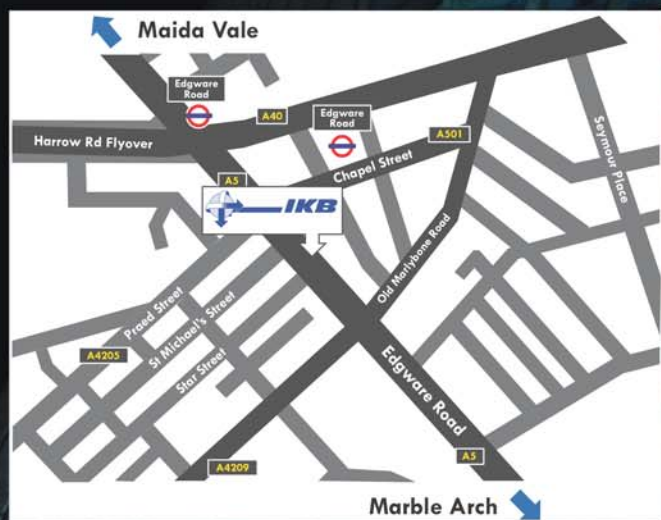 Maida Vale
Edgware
Road
A40
Edgware
Road
A501
Harrow Rd Flyover
Seymour Place
A5
Chapel Street
IKB
Old Marlybone Road
Praed Street
St Michael's Street
A4205
Star Street
Edgware Road
A4209
A5
Marble Arch